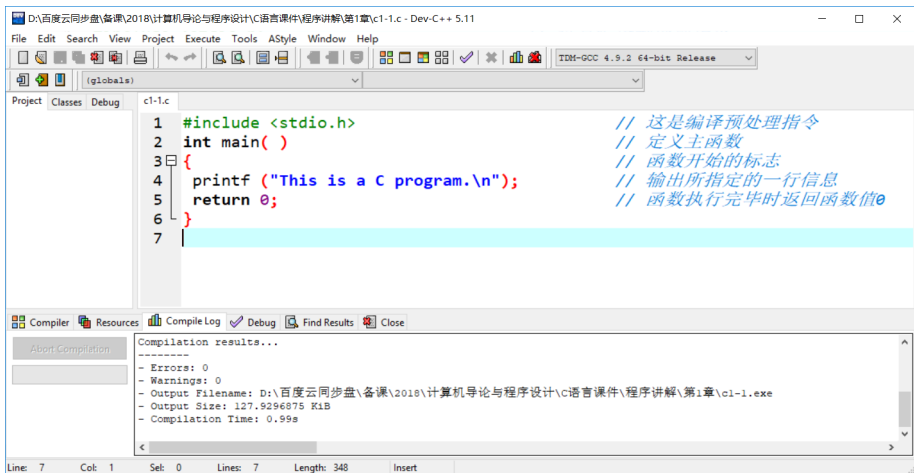 D:\百度云同步盘\备课\2018\计算机导论与程序设计\C语言课件\程序讲解\第1章\c1-1.c - Dev-C++ 5.11
File Edit Search View Project Execute Tools AStyle Window Help
TDM-GCC 4.9.2 64-bit Release
(globals)
Project Classes Debug c1-1.c
1 #include <stdio.h> // 这是编译预处理指令
2 int main( ) // 定义主函数
3 { // 函数开始的标志
4 printf ("This is a C program.\n"); // 输出所指定的一行信息
5 return 0; // 函数执行完毕时返回函数值0
6 }
7
Compiler Resources Compile Log Debug Find Results Close
Abort Compilation
Compilation results...
--------
- Errors: 0
- Warnings: 0
- Output Filename: D:\百度云同步盘\备课\2018\计算机导论与程序设计\C语言课件\程序讲解\第1章\c1-1.exe
- Output Size: 127.9296875 KiB
- Compilation Time: 0.99s
Line: 7 Col: 1 Sel: 0 Lines: 7 Length: 348 Insert